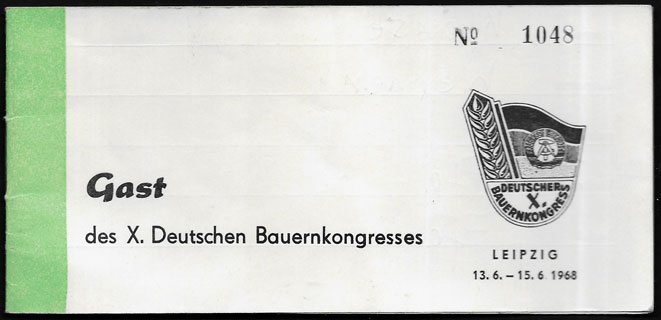 Nº 1048
DEUTSCHER
X.
BAUERNKONGRESS
Gast
des X. Deutschen Bauernkongresses
LEIPZIG
13.6. – 15.6 1968